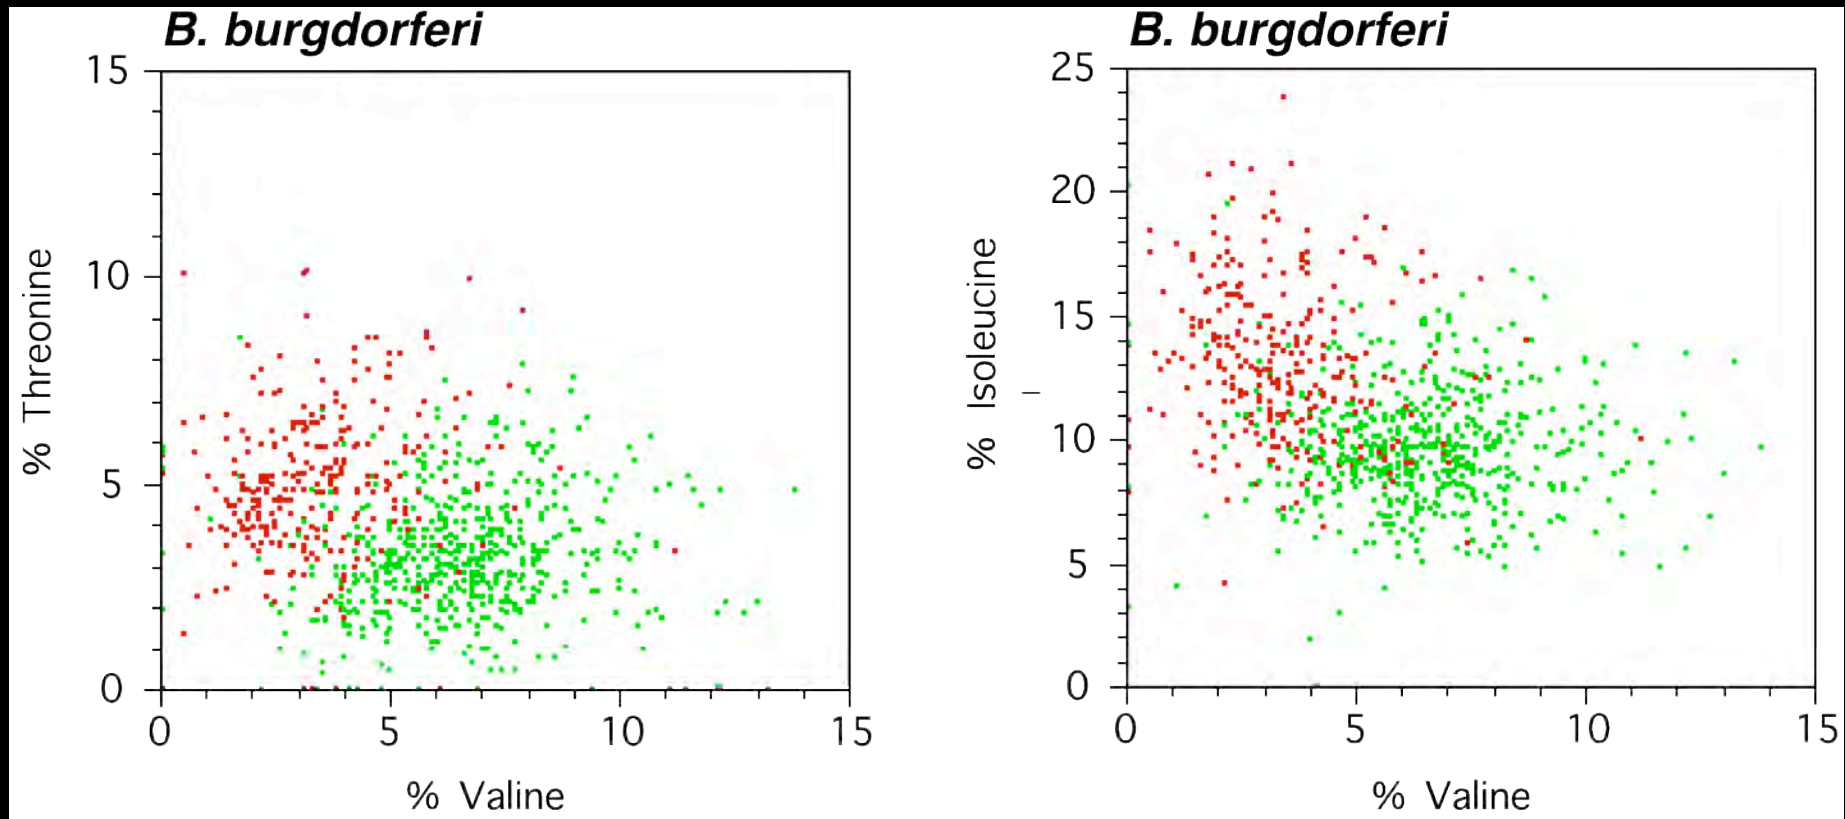 B. burgdorferi
15
10
5
0
% Threonine
0 5 10 15
% Valine
B. burgdorferi
25
20
15
10
5
0
% Isoleucine
0 5 10 15
% Valine